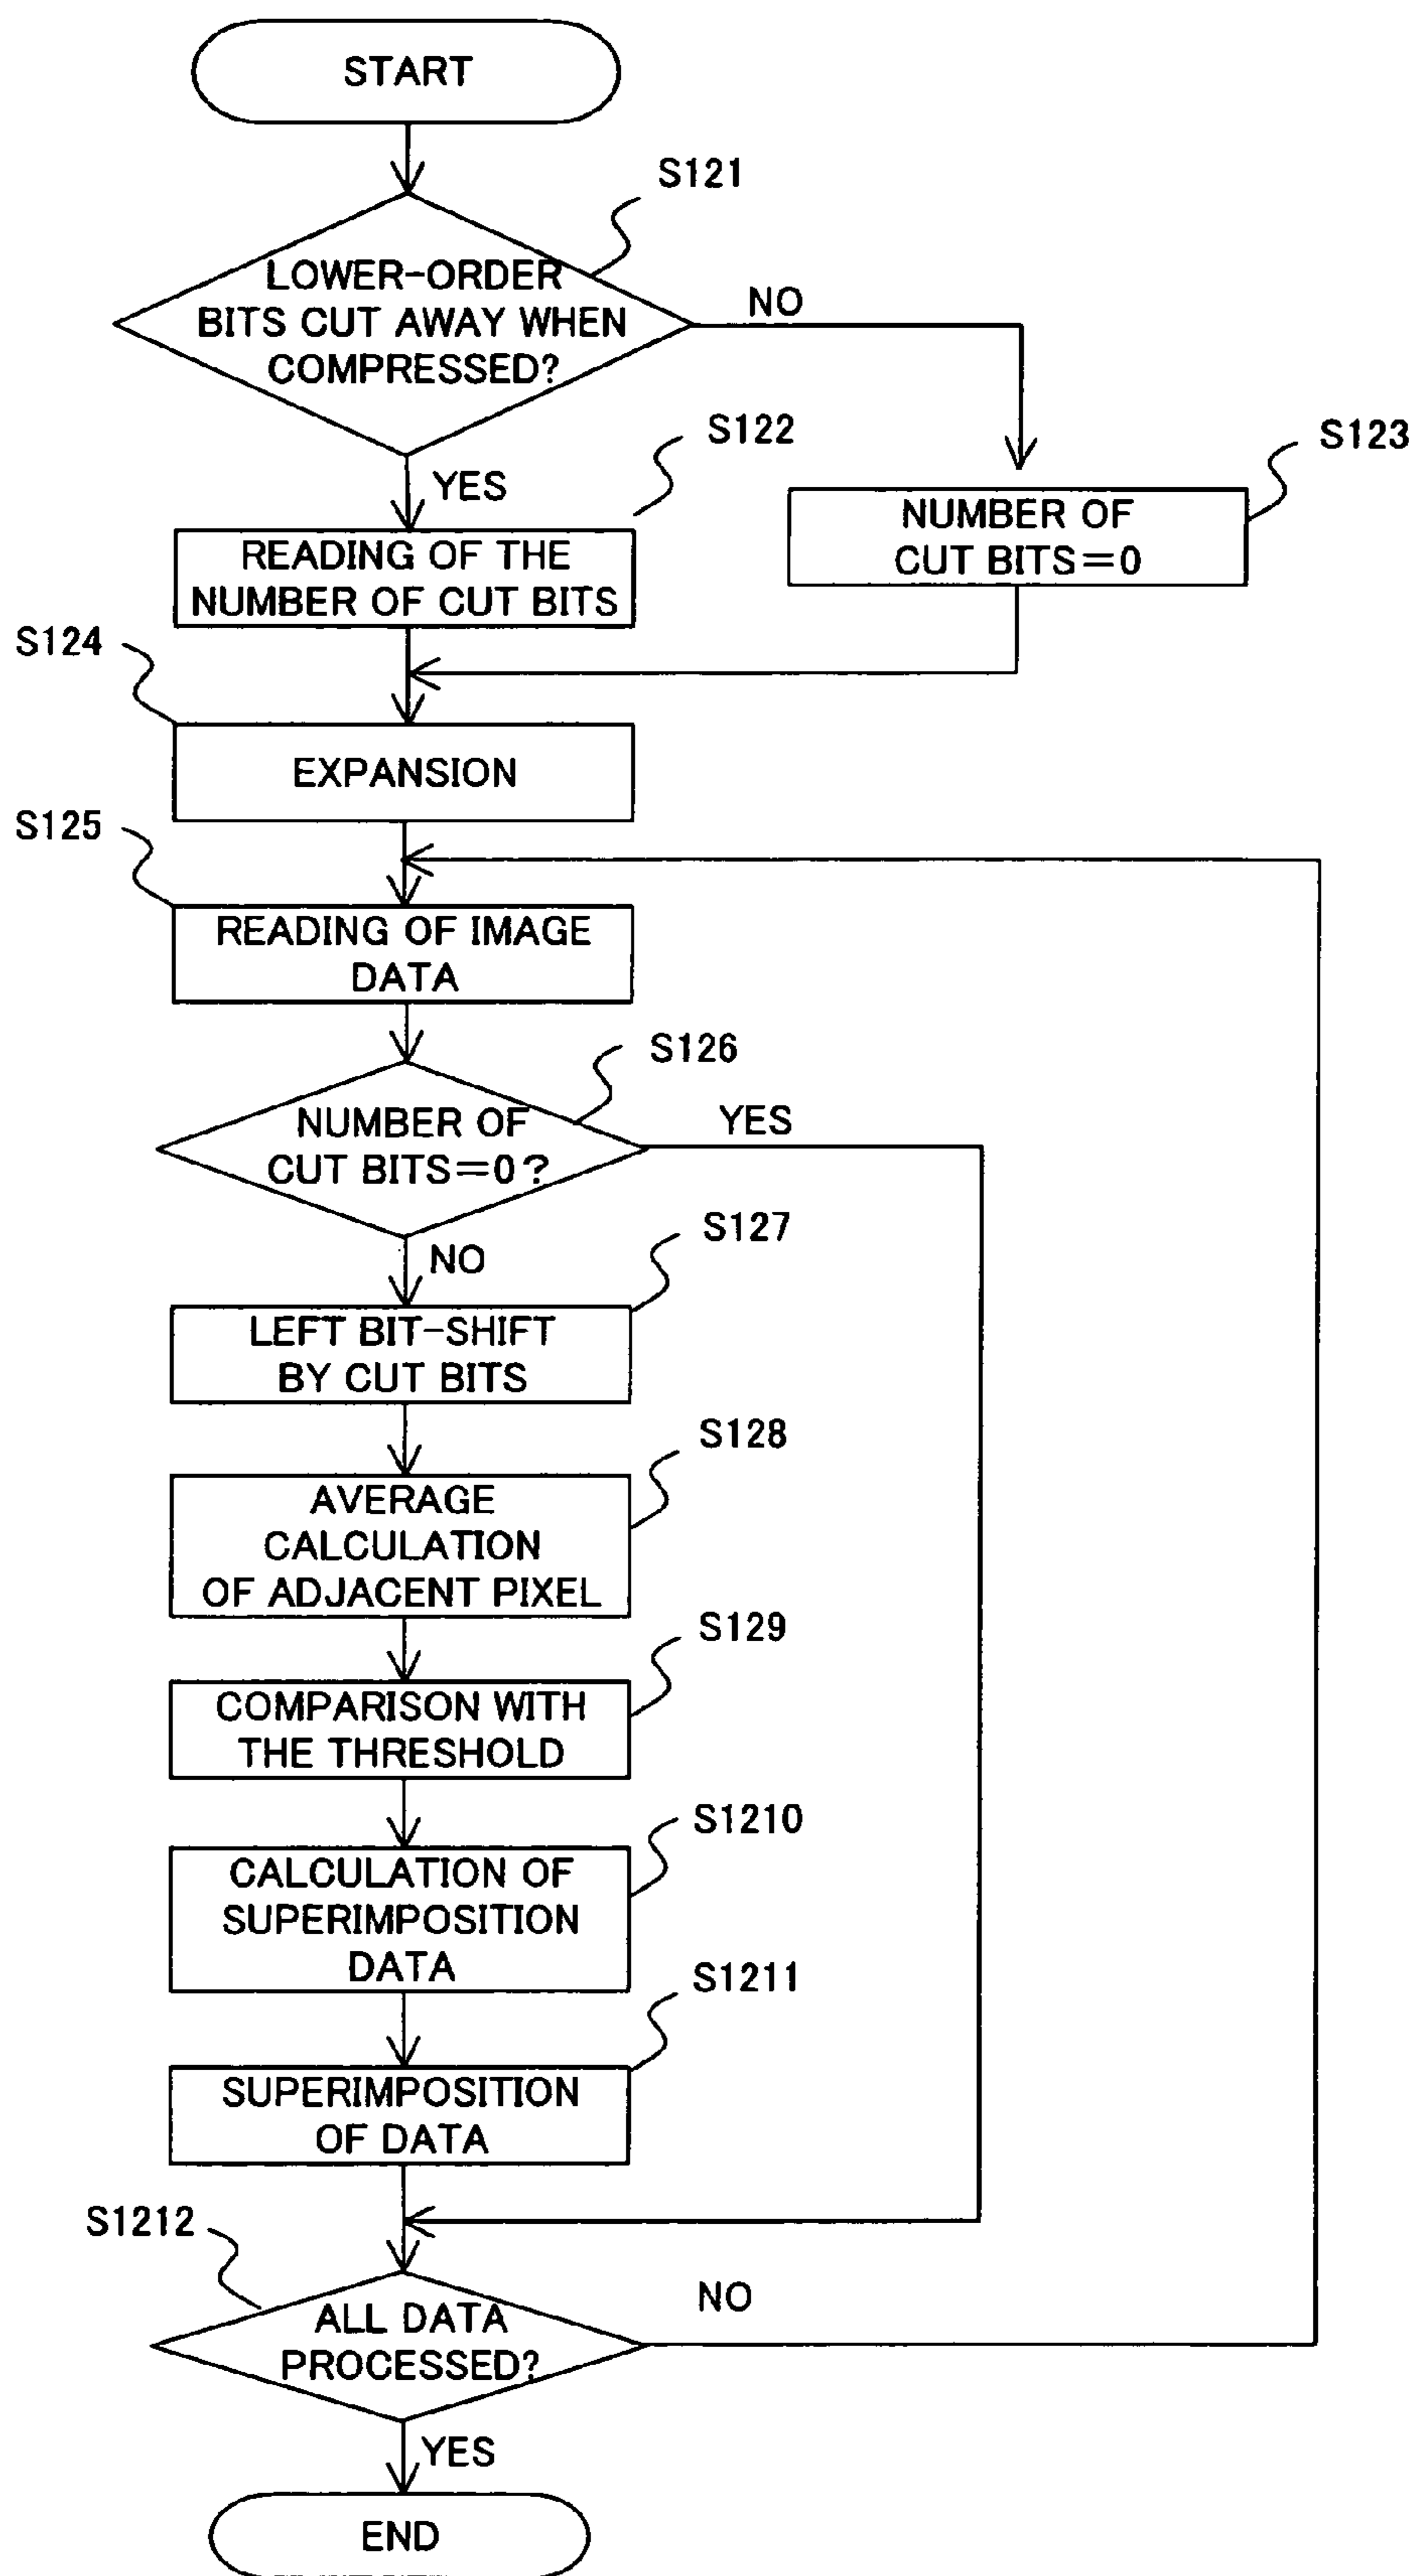 START
S121
LOWER-ORDER
BITS CUT AWAY WHEN
COMPRESSED?
NO
S122
S123
YES
NUMBER OF
CUT BITS=0
READING OF THE
NUMBER OF CUT BITS
S124
EXPANSION
S125
READING OF IMAGE
DATA
S126
NUMBER OF
CUT BITS=0?
YES
S127
NO
LEFT BIT-SHIFT
BY CUT BITS
S128
AVERAGE
CALCULATION
OF ADJACENT PIXEL
S129
COMPARISON WITH
THE THRESHOLD
S1210
CALCULATION OF
SUPERIMPOSITION
DATA
S1211
SUPERIMPOSITION
OF DATA
S1212
ALL DATA
PROCESSED?
NO
YES
END